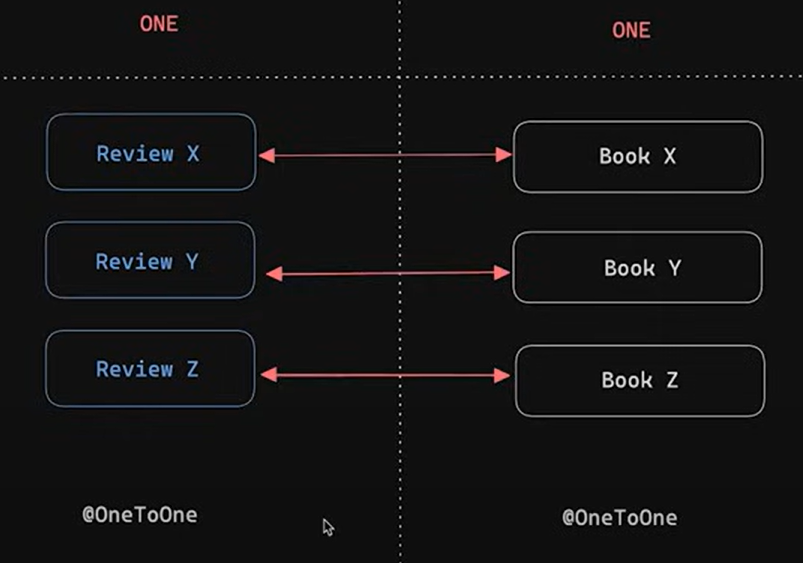 ONE
ONE
Review X
Book X
Review Y
Book Y
Review Z
Book Z
@OneToOne
@OneToOne